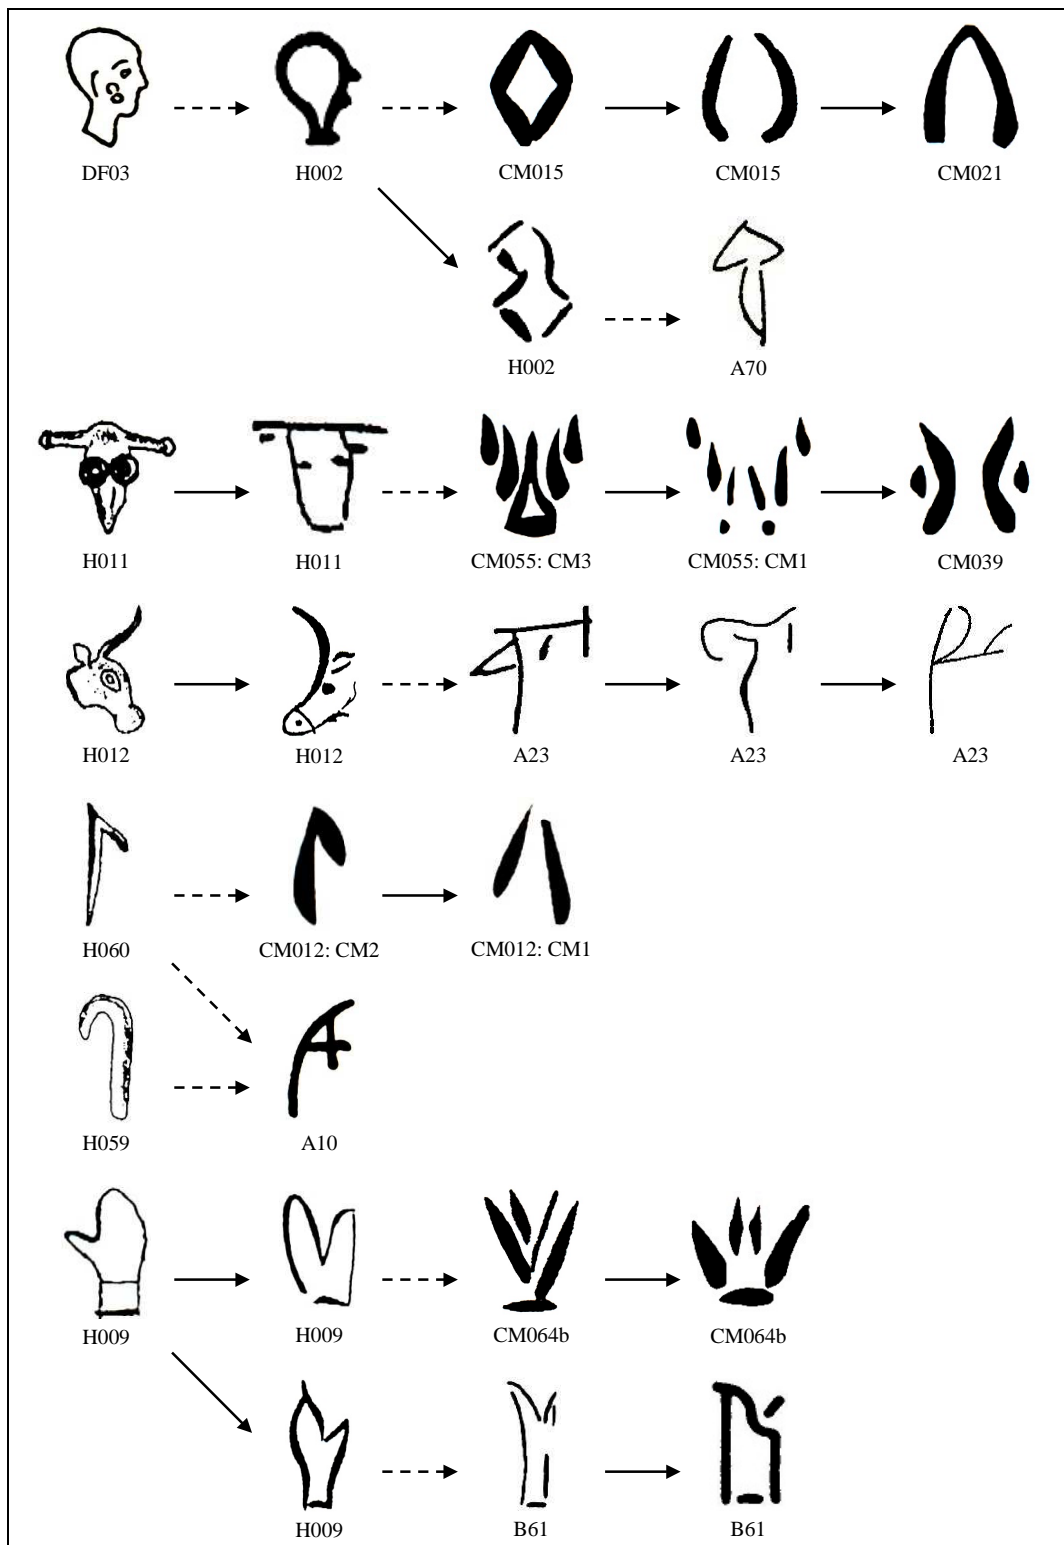 DF03 H002 CM015 CM015 CM021
H002 A70
H011 H011 CM055: CM3 CM055: CM1 CM039
H012 H012 A23 A23 A23
H060 CM012: CM2 CM012: CM1
H059 A10
H009 H009 CM064b CM064b
H009 B61 B61